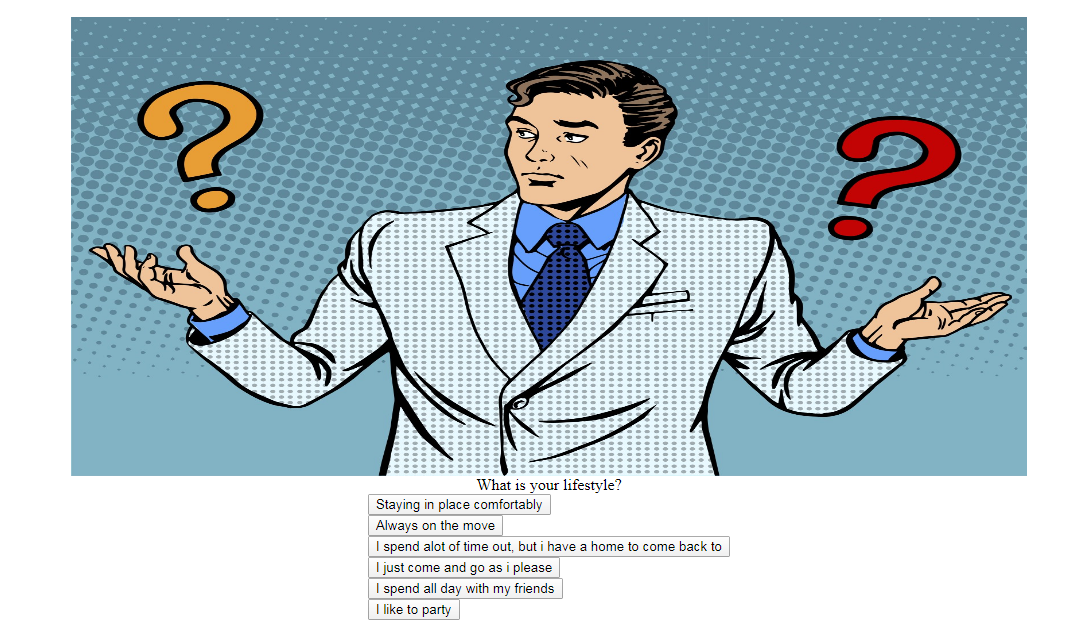 ?
?
What is your lifestyle?
Staying in place comfortably
Always on the move
I spend alot of time out, but i have a home to come back to
I just come and go as i please
I spend all day with my friends
I like to party